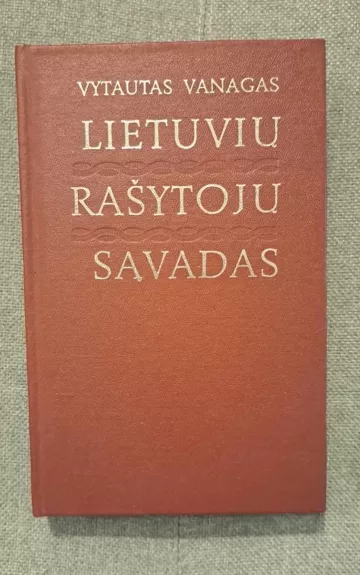 VYTAUTAS VANAGAS
LIETUVIŲ
RAŠYTOJŲ
SĄVADAS